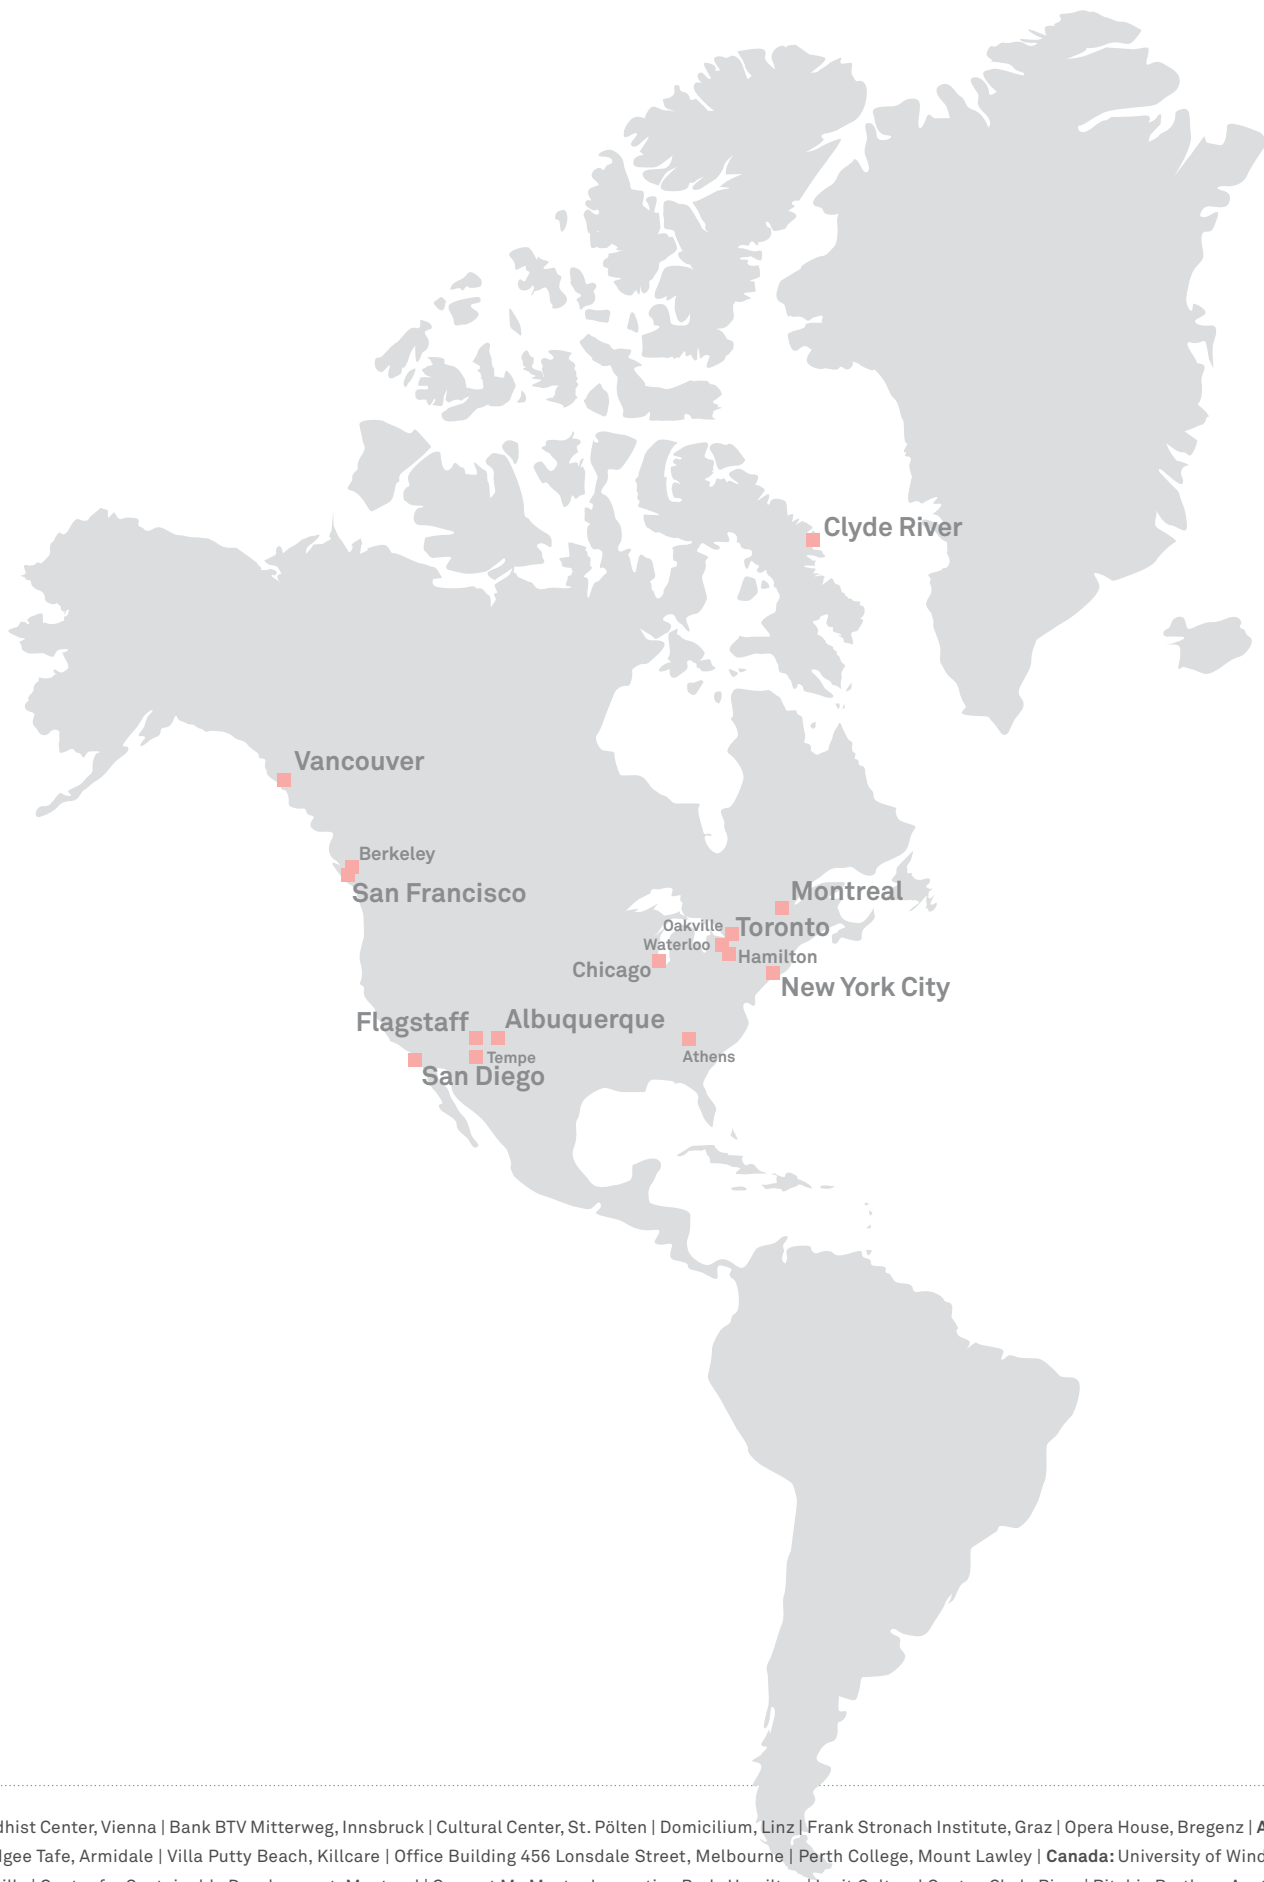 Clyde River
Vancouver
Berkeley
San Francisco
Montreal
Oakville
Toronto
Waterloo
Hamilton
Chicago
New York City
Flagstaff
Albuquerque
Tempe
Athens
San Diego
dhist Center, Vienna | Bank BTV Mitterweg, Innsbruck | Cultural Center, St. Pölten | Domicilium, Linz | Frank Stronach Institute, Graz | Opera House, Bregenz | A
dgee Tafe, Armidale | Villa Putty Beach, Killcare | Office Building 456 Lonsdale Street, Melbourne | Perth College, Mount Lawley | Canada: University of Wind